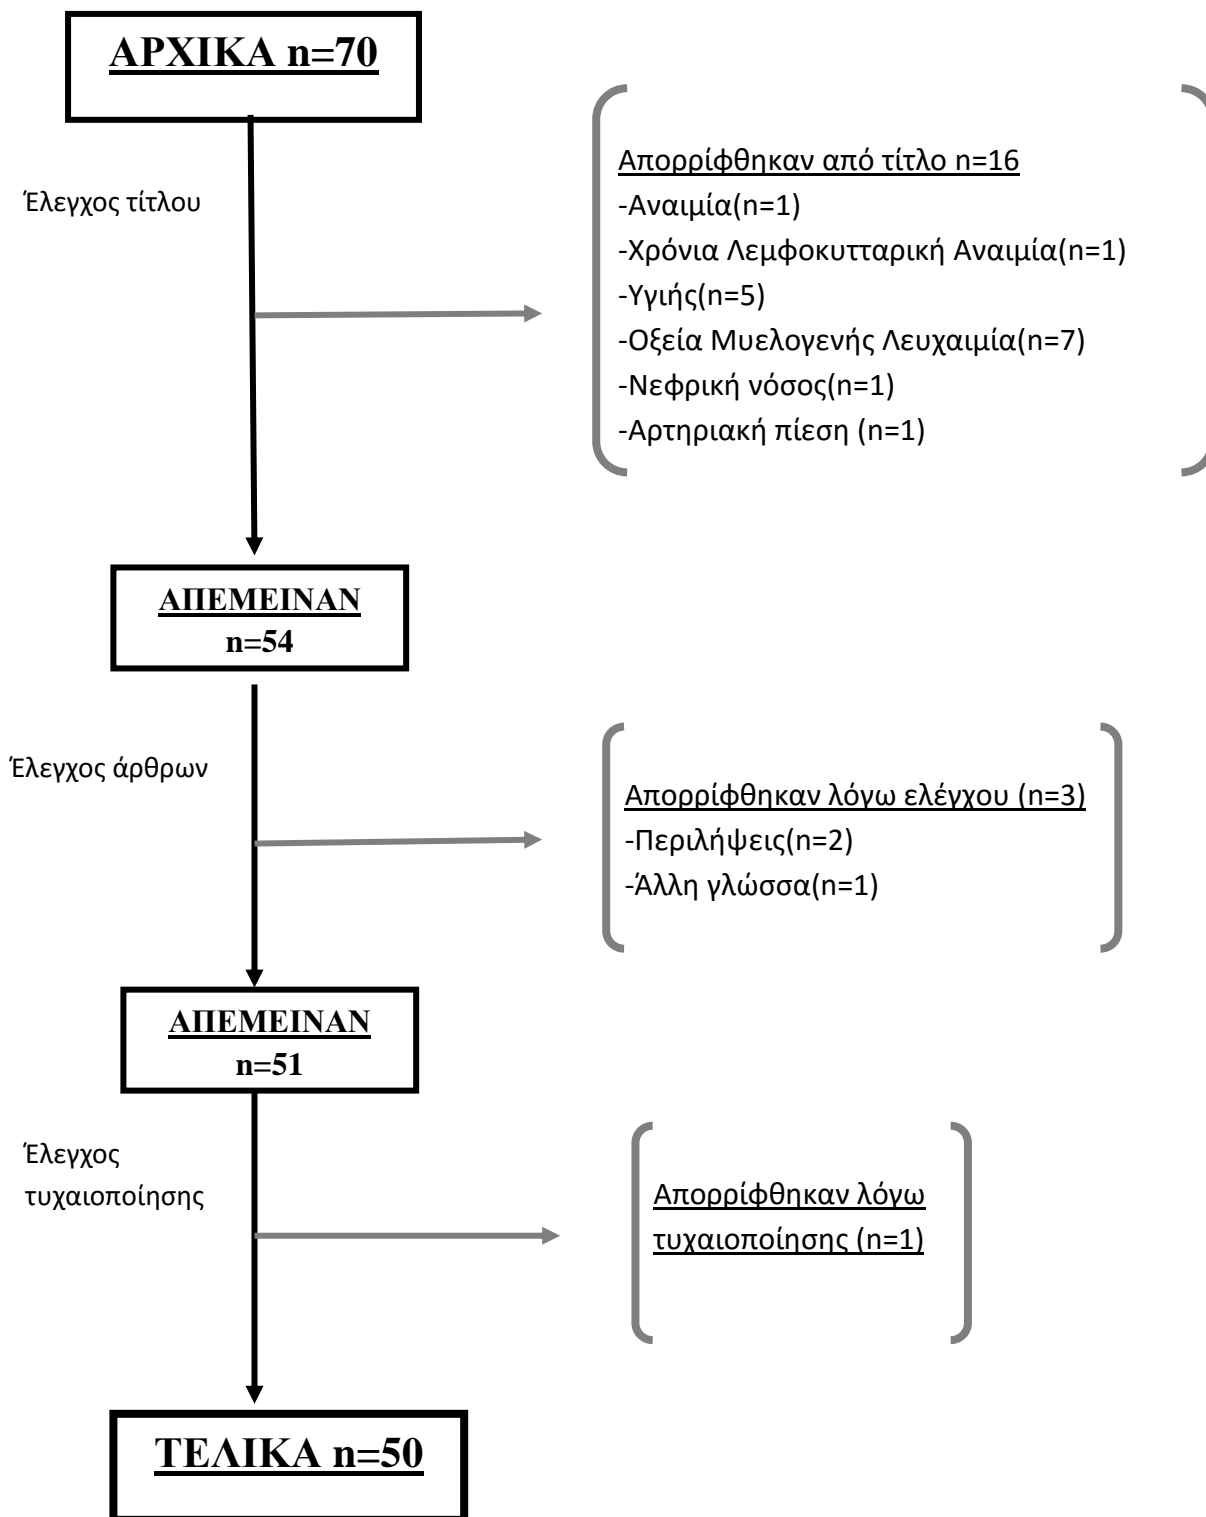 ΑΡΧΙΚΑ n=70
Έλεγχος τίτλου
Απορρίφθηκαν από τίτλο n=16
-Αναιμία(n=1)
-Χρόνια Λεμφοκυτταρική Αναιμία(n=1)
-Υγιής(n=5)
-Οξεία Μυελογενής Λευχαιμία(n=7)
-Νεφρική νόσος(n=1)
-Αρτηριακή πίεση (n=1)
ΑΠΕΜΕΙΝΑΝ
n=54
Έλεγχος άρθρων
Απορρίφθηκαν λόγω ελέγχου (n=3)
-Περιλήψεις(n=2)
-Άλλη γλώσσα(n=1)
ΑΠΕΜΕΙΝΑΝ
n=51
Έλεγχος
τυχαιοποίησης
Απορρίφθηκαν λόγω
τυχαιοποίησης (n=1)
ΤΕΛΙΚΑ n=50